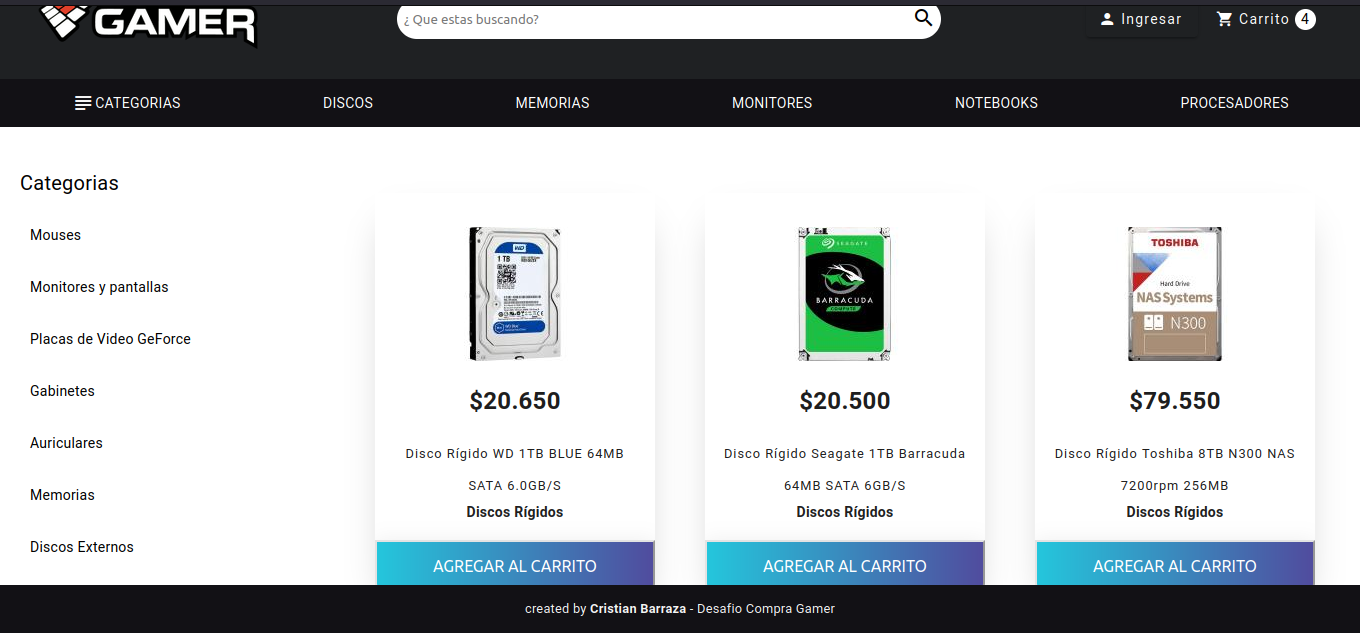 GAMER
¿ Que estas buscando?
Ingresar
Carrito 4
CATEGORIAS
DISCOS
MEMORIAS
MONITORES
NOTEBOOKS
PROCESADORES
Categorias
Mouses
Monitores y pantallas
Placas de Video GeForce
Gabinetes
Auriculares
Memorias
Discos Externos
WD
1 TB
WD Blue
$20.650
Disco Rígido WD 1TB BLUE 64MB
SATA 6.0GB/S
Discos Rígidos
AGREGAR AL CARRITO
SEAGATE
BARRACUDA
COMPUTE
$20.500
Disco Rígido Seagate 1TB Barracuda
64MB SATA 6GB/S
Discos Rígidos
AGREGAR AL CARRITO
TOSHIBA
Hard Drive
NAS Systems
N300
$79.550
Disco Rígido Toshiba 8TB N300 NAS
7200rpm 256MB
Discos Rígidos
AGREGAR AL CARRITO
created by Cristian Barraza - Desafio Compra Gamer